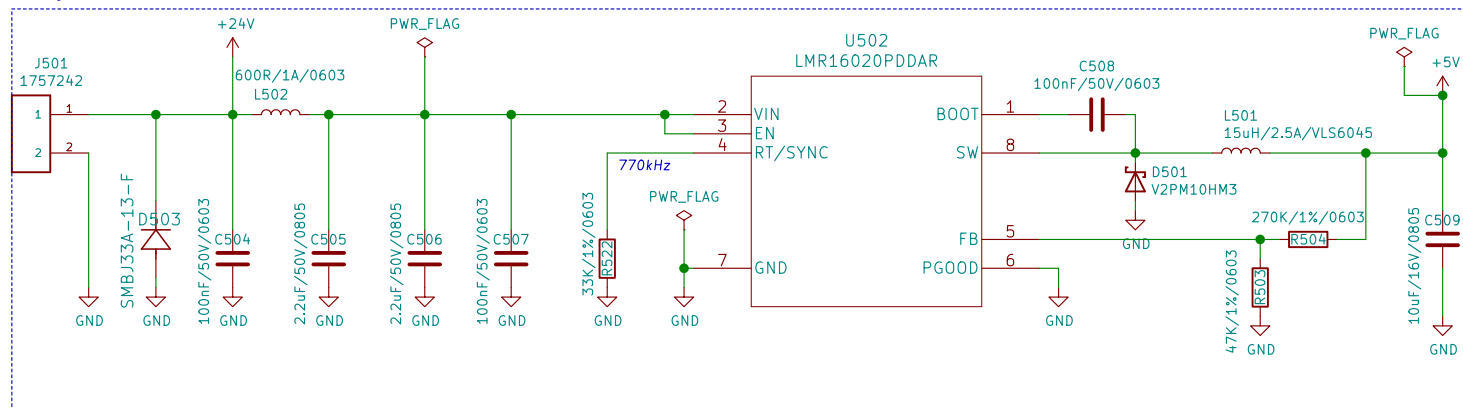 +24V
PWR_FLAG
J501
1757242
1
2
1
2
600R/1A/0603
L502
SMBJ33A-13-F
D503
C504
100nF/50V/0603
C505
2.2uF/50V/0805
C506
2.2uF/50V/0805
C507
100nF/50V/0603
GND
GND
GND
GND
GND
GND
770kHz
33K/1%/0603
R522
GND
PWR_FLAG
GND
U502
LMR16020PDDAR
2
VIN
3
EN
4
RT/SYNC
7
GND
BOOT
1
SW
8
FB
5
PGOOD
6
GND
C508
100nF/50V/0603
L501
15uH/2.5A/VLS6045
D501
V2PM10HM3
GND
270K/1%/0603
R504
47K/1%/0603
R503
GND
PWR_FLAG
+5V
C509
10uF/16V/0805
GND